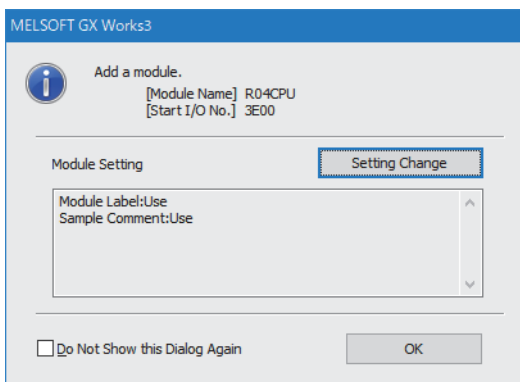 MELSOFT GX Works3
Add a module.
[Module Name] R04CPU
[Start I/O No.] 3E00
Module Setting
Setting Change
Module Label:Use
Sample Comment:Use
Do Not Show this Dialog Again
OK